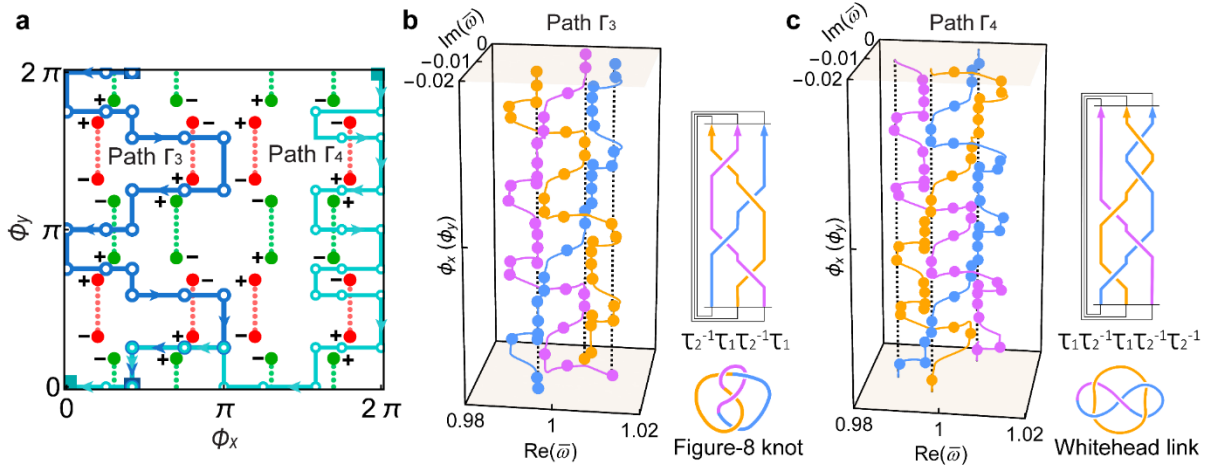 a
2π
π
0
ϕy
0
π
2π
ϕx
Path Γ3
Path Γ4
+
−
+
−
+
−
+
−
−
+
−
+
−
+
−
+
−
+
−
+
+
−
+
−
+
−
+
−
−
+
−
+
b
Path Γ3
Im(ω̄)
0
−0.01
−0.02
ϕx (ϕy)
0.98
1
1.02
Re(ω̄)
τ2⁻¹τ1τ2⁻¹τ1
Figure-8 knot
c
Path Γ4
Im(ω̄)
0
−0.01
−0.02
ϕx (ϕy)
0.98
1
1.02
Re(ω̄)
τ1τ2⁻¹τ1τ2⁻¹τ2⁻¹
Whitehead link